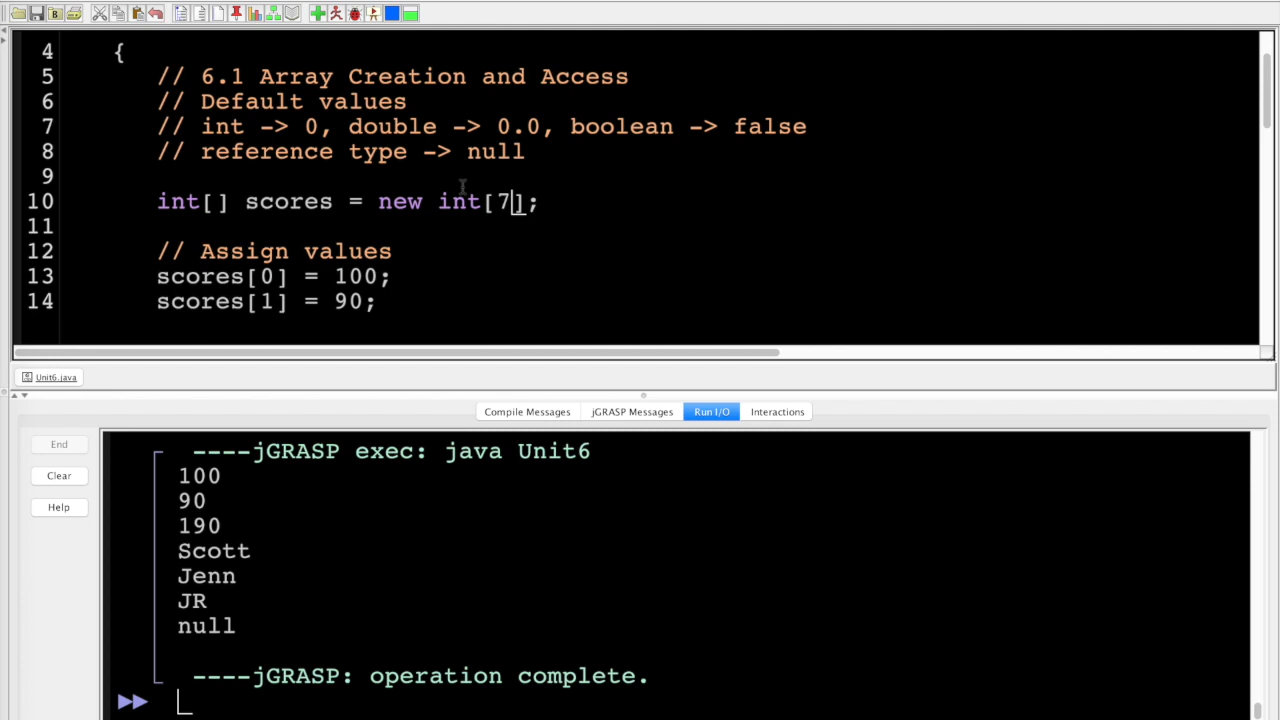 4 {
5 // 6.1 Array Creation and Access
6 // Default values
7 // int -> 0, double -> 0.0, boolean -> false
8 // reference type -> null
9
10 int[] scores = new int[7];
11
12 // Assign values
13 scores[0] = 100;
14 scores[1] = 90;
Unit6.java
Compile Messages jGRASP Messages Run I/O Interactions
End
Clear
Help
----jGRASP exec: java Unit6
100
90
190
Scott
Jenn
JR
null
----jGRASP: operation complete.